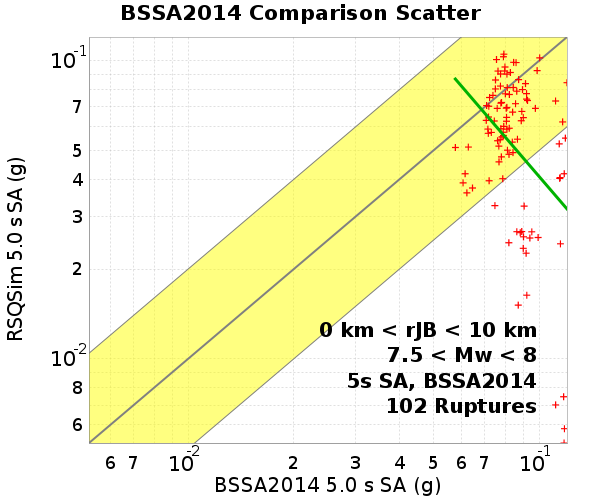 BSSA2014 Comparison Scatter
RSQSim 5.0 s SA (g)
10^-1
7
5
4
3
2
10^-2
8
6
0 km < rJB < 10 km
7.5 < Mw < 8
5s SA, BSSA2014
102 Ruptures
6 7 10^-2 2 3 4 5 6 7 10^-1
BSSA2014 5.0 s SA (g)